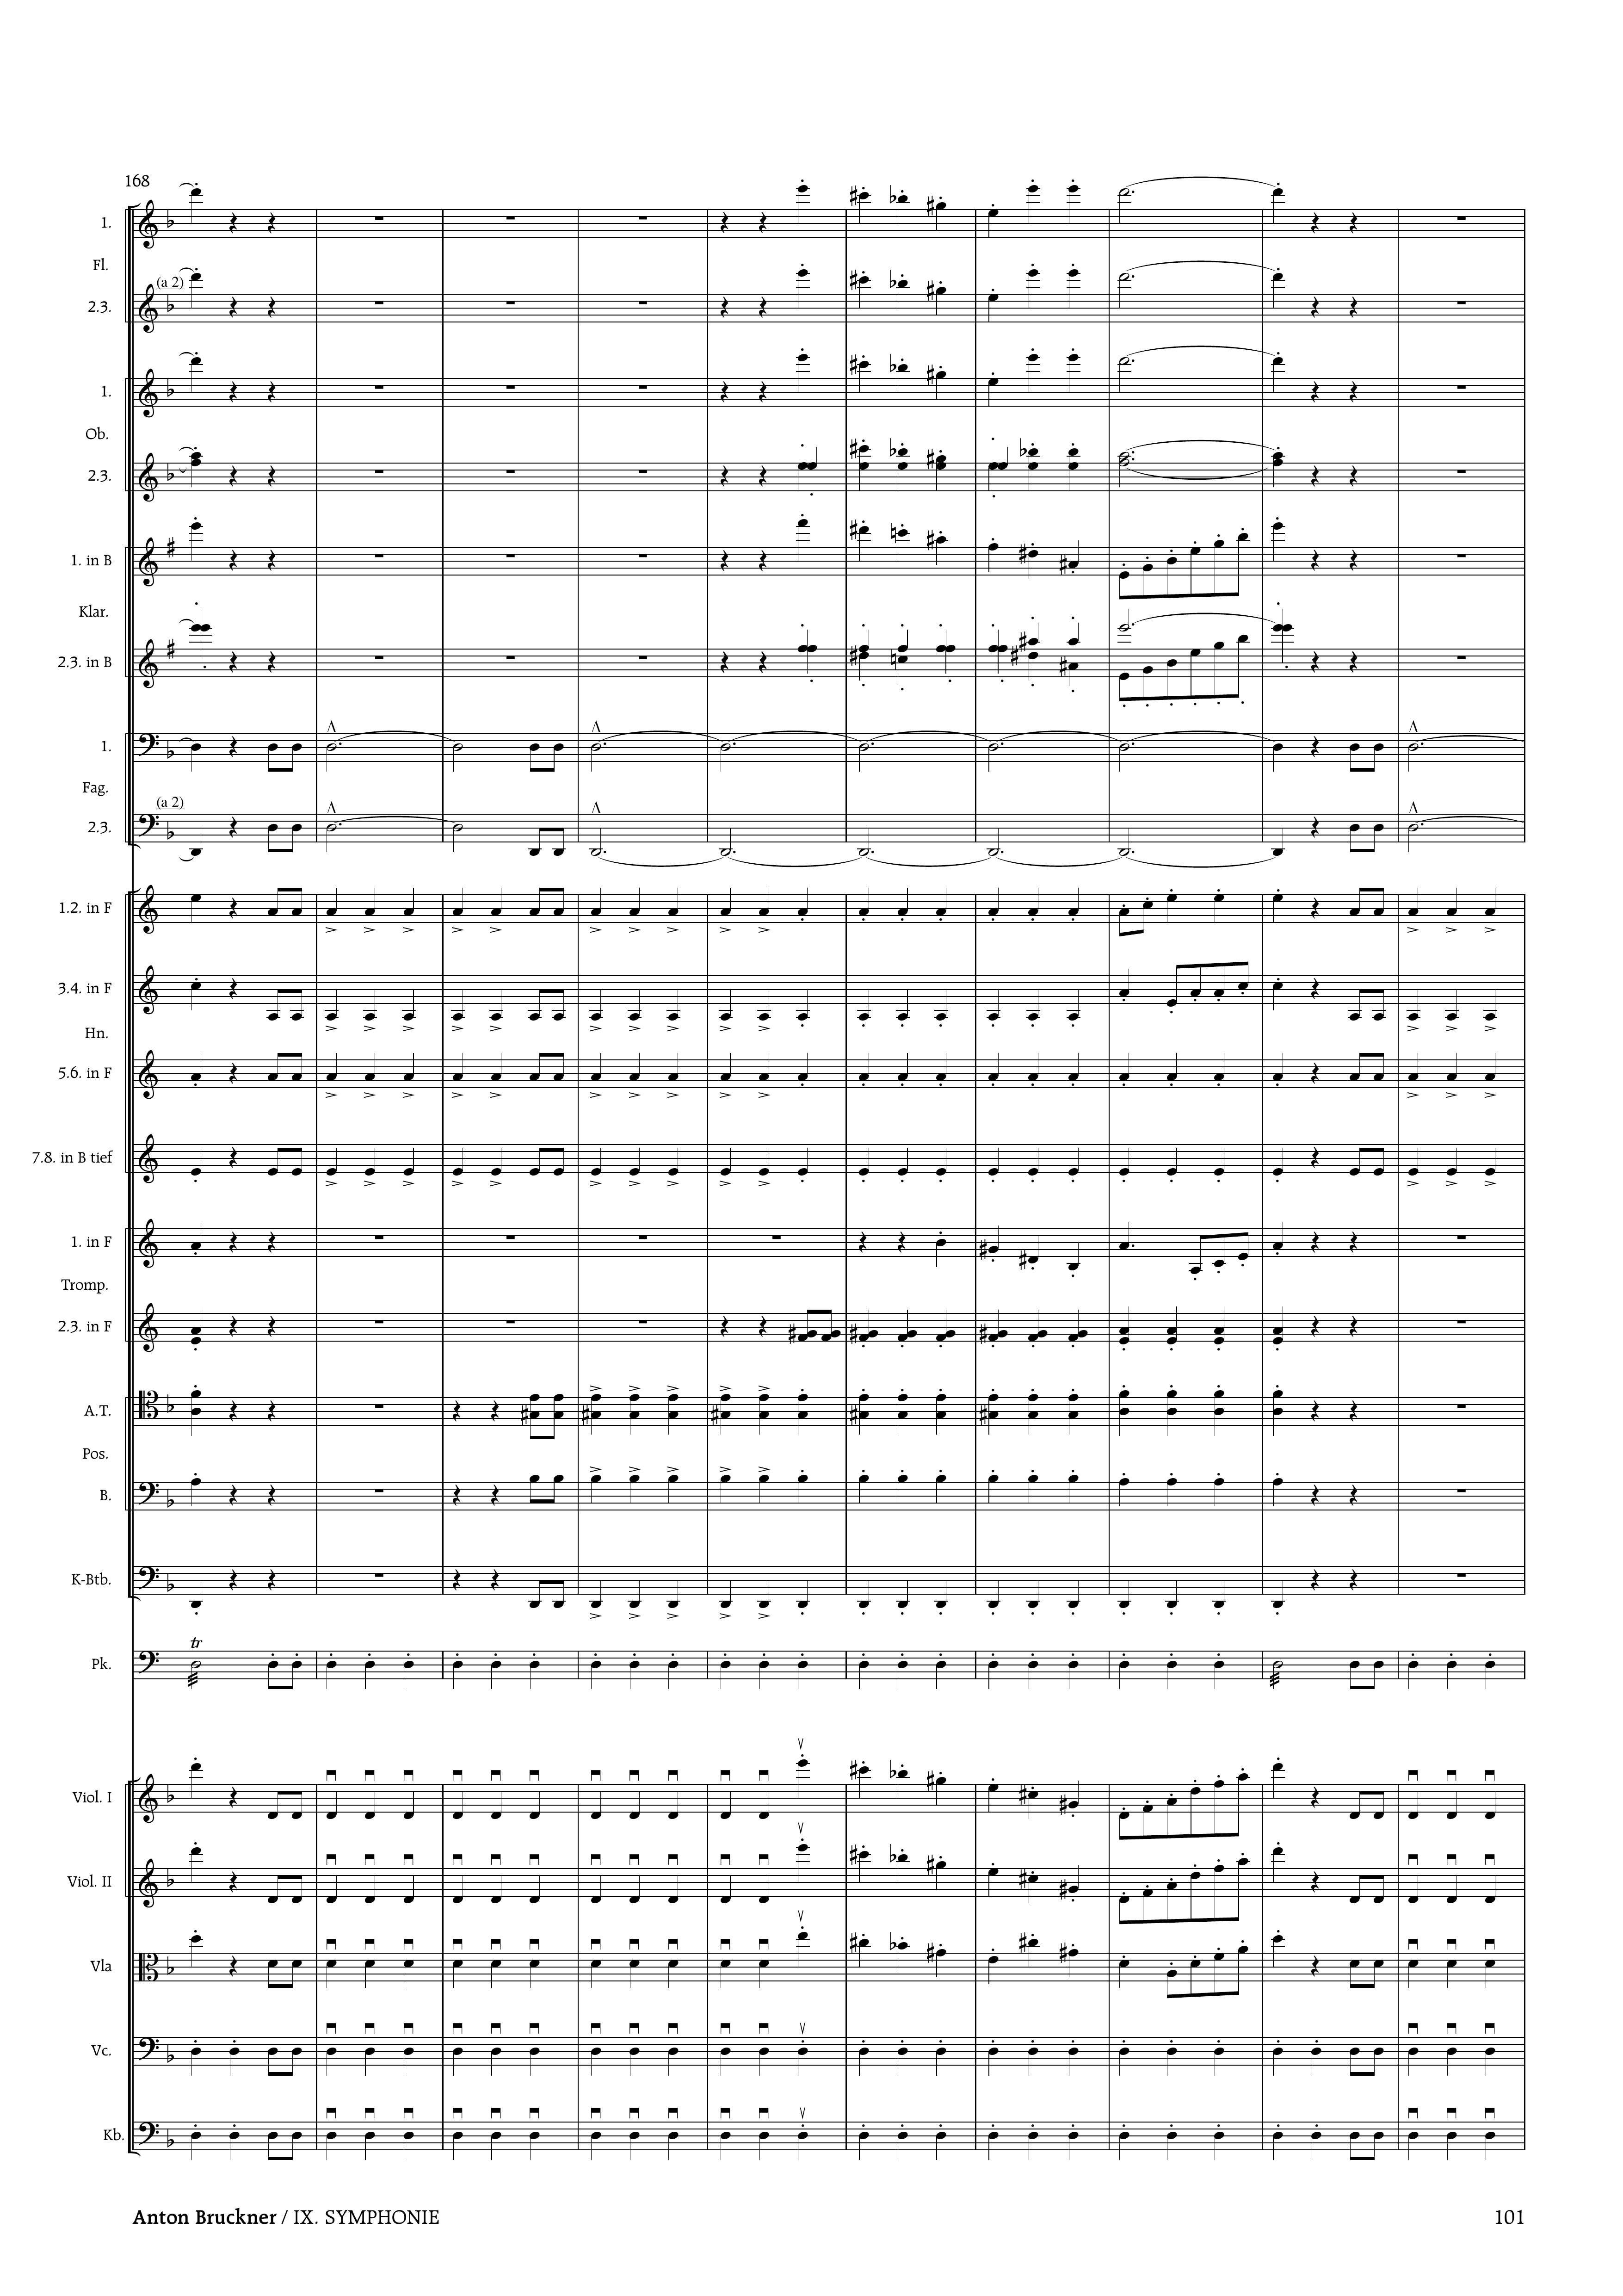 168
1.
Fl.
(a 2)
2.3.
1.
Ob.
2.3.
1. in B
Klar.
2.3. in B
1.
Fag.
(a 2)
2.3.
1.2. in F
3.4. in F
Hn.
5.6. in F
7.8. in B tief
1. in F
Tromp.
2.3. in F
A.T.
Pos.
B.
K-Btb.
tr
Pk.
Viol. I
Viol. II
Vla
Vc.
Kb.
Anton Bruckner / IX. SYMPHONIE
101